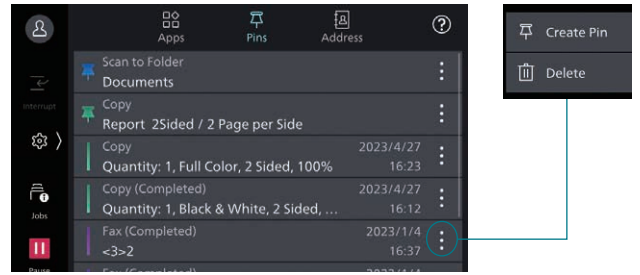 Apps
Pins
Address
?
Interrupt
Jobs
Pause
Scan to Folder
Documents
Copy
Report 2Sided / 2 Page per Side
Copy 2023/4/27
Quantity: 1, Full Color, 2 Sided, 100% 16:23
Copy (Completed) 2023/4/27
Quantity: 1, Black & White, 2 Sided, ... 16:12
Fax (Completed) 2023/1/4
<3>2 16:37
Create Pin
Delete